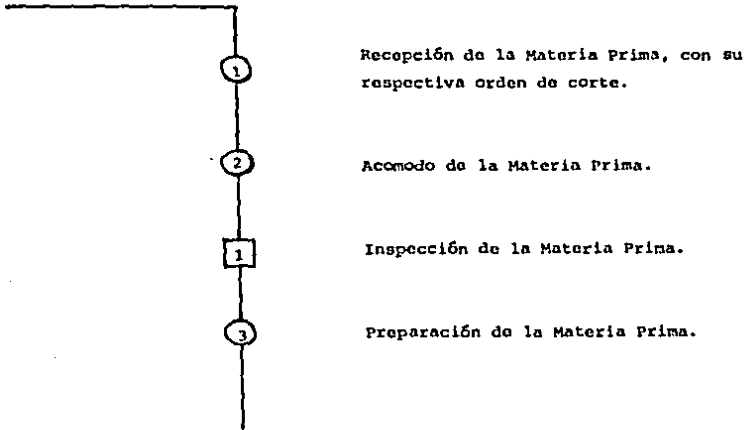 1
Recepción de la Materia Prima, con su
respectiva orden de corte.
2
Acomodo de la Materia Prima.
1
Inspección de la Materia Prima.
3
Preparación de la Materia Prima.